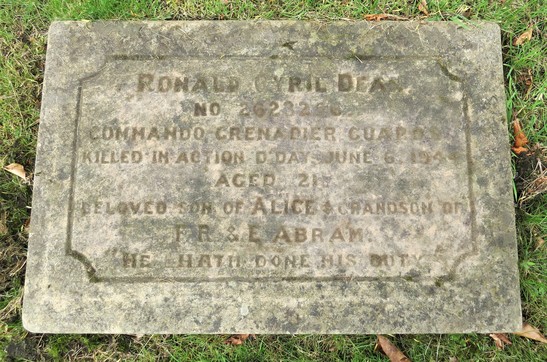 RONALD CYRIL DEAN
NO.
COMMANDO, GRENADIER GUARDS
KILLED IN ACTION D'DAY, JUNE 6, 1944
AGED 21
BELOVED SON OF ALICE & GRANDSON OF
F.R. & E. ABRAM.
"HE HATH DONE HIS DUTY"